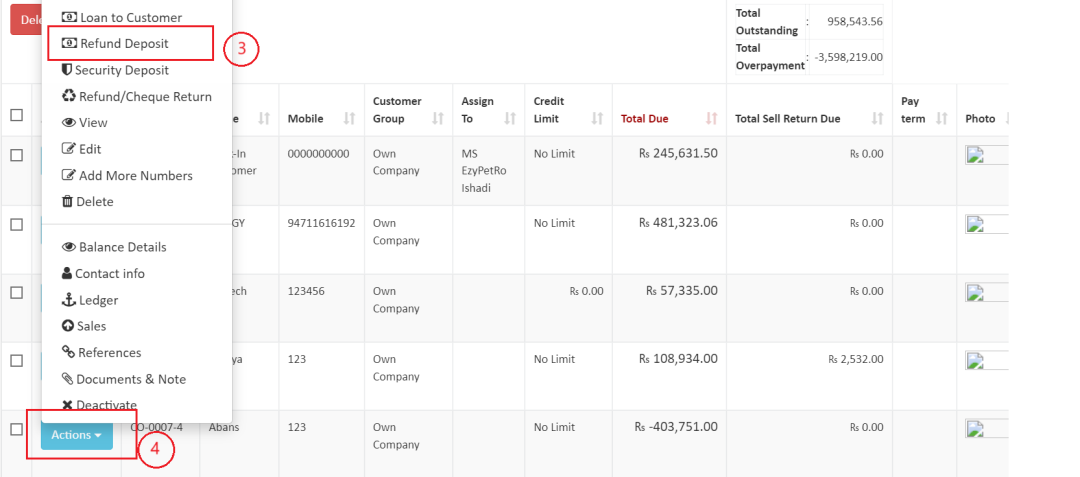 Dele
Loan to Customer
Refund Deposit
3
Security Deposit
Refund/Cheque Return
View
Edit
Add More Numbers
Delete
Balance Details
Contact info
Ledger
Sales
References
Documents & Note
Deactivate
Actions
4
Total Outstanding : 958,543.56
Total Overpayment : -3,598,219.00
Mobile
Customer Group
Assign To
Credit Limit
Total Due
Total Sell Return Due
Pay term
Photo
0000000000 Own Company MS EzyPetRo Ishadi No Limit Rs 245,631.50 Rs 0.00
GY 94711616192 Own Company No Limit Rs 481,323.06 Rs 0.00
ech 123456 Own Company Rs 0.00 Rs 57,335.00 Rs 0.00
ya 123 Own Company No Limit Rs 108,934.00 Rs 2,532.00
CO-0007-4 Abans 123 Own Company No Limit Rs -403,751.00 Rs 0.00